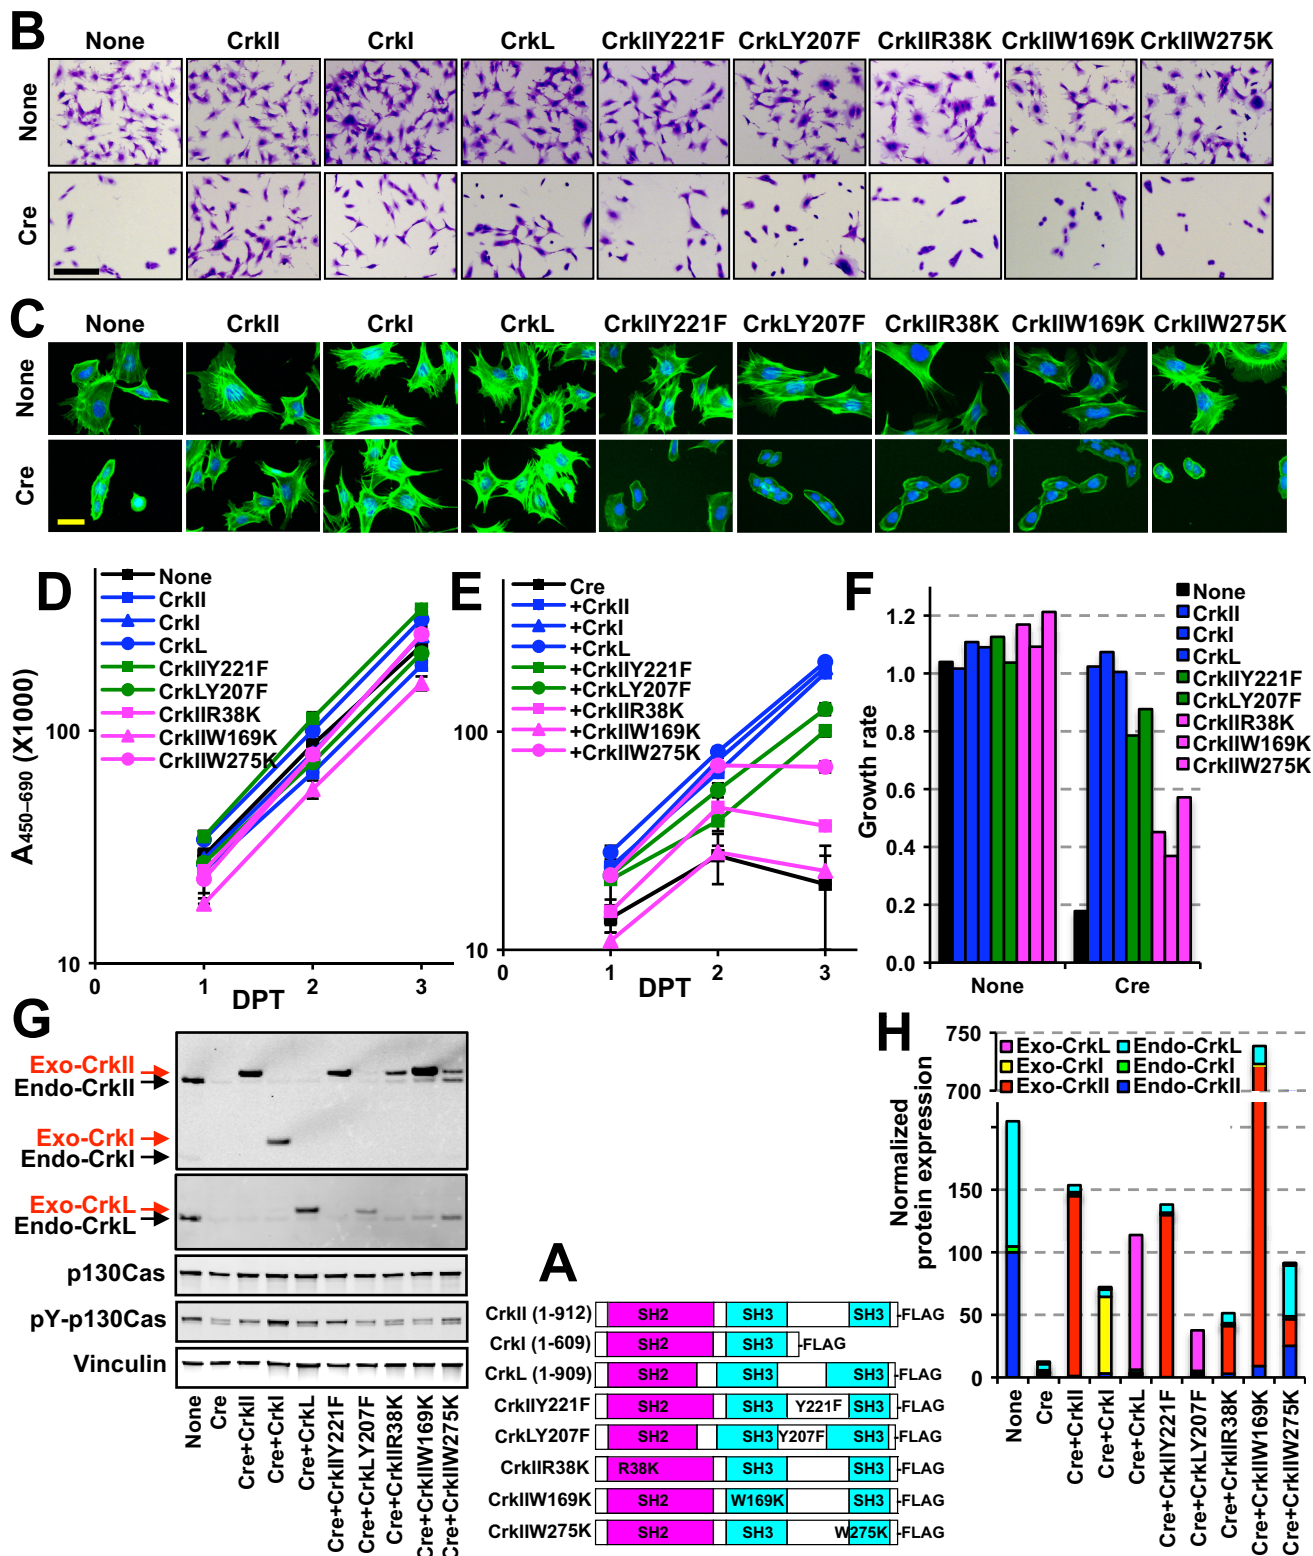 B
None CrkII CrkI CrkL CrkIIY221F CrkLY207F CrkIIR38K CrkIIW169K CrkIIW275K
None
Cre
C
None CrkII CrkI CrkL CrkIIY221F CrkLY207F CrkIIR38K CrkIIW169K CrkIIW275K
None
Cre
D
None
CrkII
CrkI
CrkL
CrkIIY221F
CrkLY207F
CrkIIR38K
CrkIIW169K
CrkIIW275K
A450–690 (X1000)
100
10
0 1 2 3
DPT
E
Cre
+CrkII
+CrkI
+CrkL
+CrkIIY221F
+CrkLY207F
+CrkIIR38K
+CrkIIW169K
+CrkIIW275K
100
10
0 1 2 3
DPT
F
None
CrkII
CrkI
CrkL
CrkIIY221F
CrkLY207F
CrkIIR38K
CrkIIW169K
CrkIIW275K
Growth rate
1.2
1.0
0.8
0.6
0.4
0.2
0.0
None Cre
G
Exo-CrkII
Endo-CrkII
Exo-CrkI
Endo-CrkI
Exo-CrkL
Endo-CrkL
p130Cas
pY-p130Cas
Vinculin
None
Cre
Cre+CrkII
Cre+CrkI
Cre+CrkL
Cre+CrkIIY221F
Cre+CrkLY207F
Cre+CrkIIR38K
Cre+CrkIIW169K
Cre+CrkIIW275K
A
CrkII (1-912) SH2 SH3 SH3 -FLAG
CrkI (1-609) SH2 SH3 -FLAG
CrkL (1-909) SH2 SH3 SH3 -FLAG
CrkIIY221F SH2 SH3 Y221F SH3 -FLAG
CrkLY207F SH2 SH3 Y207F SH3 -FLAG
CrkIIR38K R38K SH3 SH3 -FLAG
CrkIIW169K SH2 W169K SH3 -FLAG
CrkIIW275K SH2 SH3 W275K -FLAG
H
Normalized
protein expression
750
700
150
100
50
0
Exo-CrkL Endo-CrkL
Exo-CrkI Endo-CrkI
Exo-CrkII Endo-CrkII
None
Cre
Cre+CrkII
Cre+CrkI
Cre+CrkL
Cre+CrkIIY221F
Cre+CrkLY207F
Cre+CrkIIR38K
Cre+CrkIIW169K
Cre+CrkIIW275K